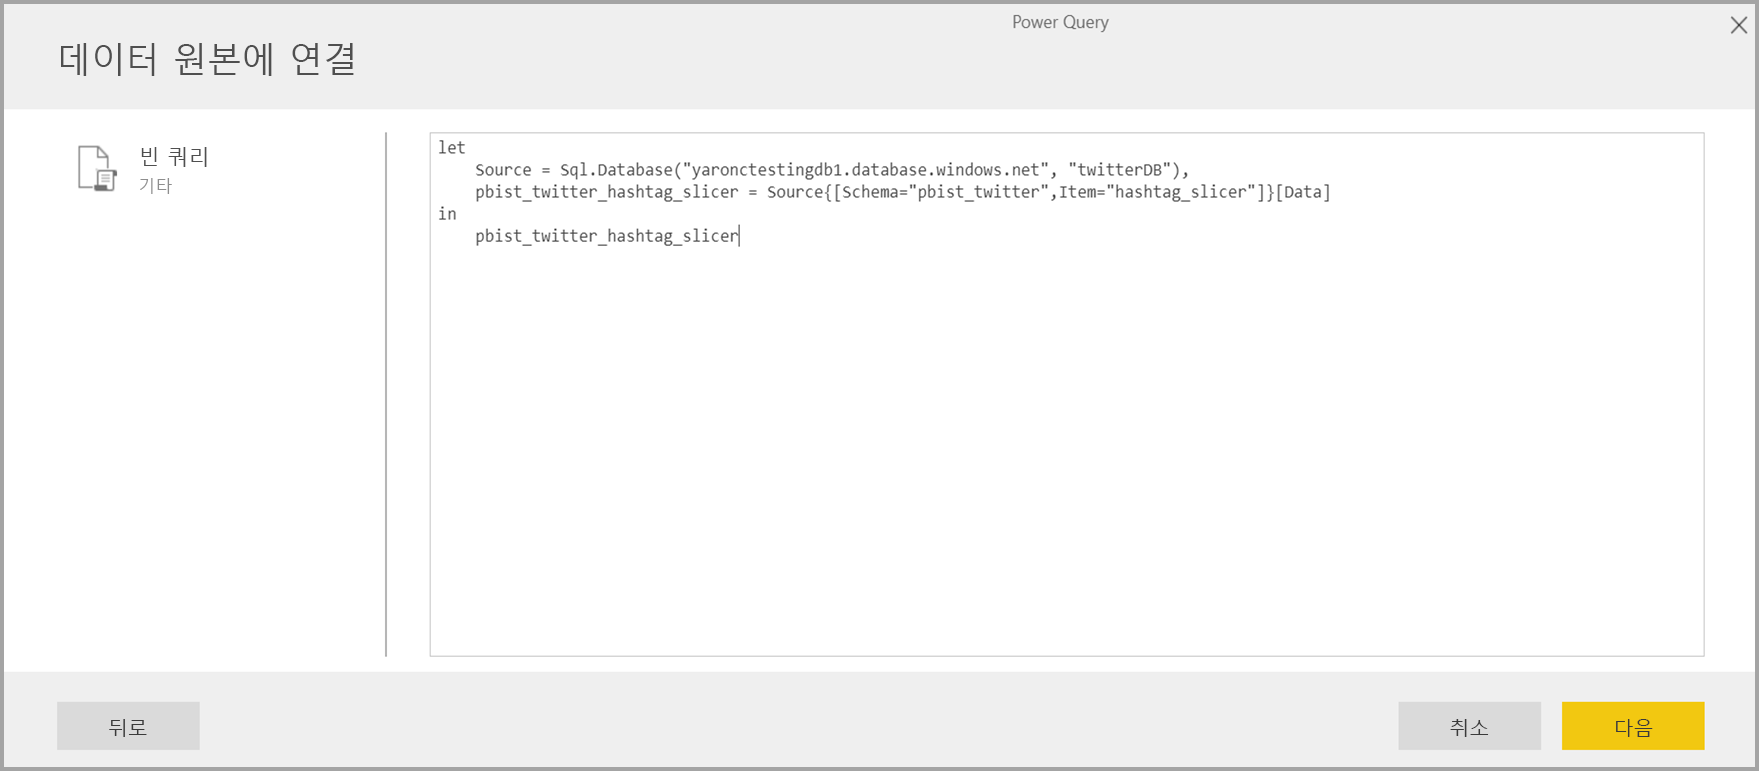 Power Query
데이터 원본에 연결
빈 쿼리
기타
let
    Source = Sql.Database("yaronctestingdb1.database.windows.net", "twitterDB"),
    pbist_twitter_hashtag_slicer = Source{[Schema="pbist_twitter",Item="hashtag_slicer"]}[Data]
in
    pbist_twitter_hashtag_slicer
뒤로
취소
다음